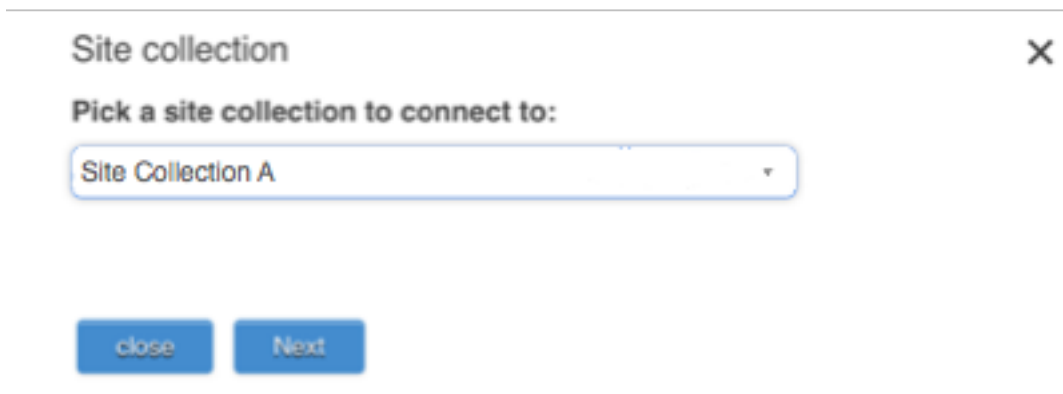 Site collection
Pick a site collection to connect to:
Site Collection A
close
Next